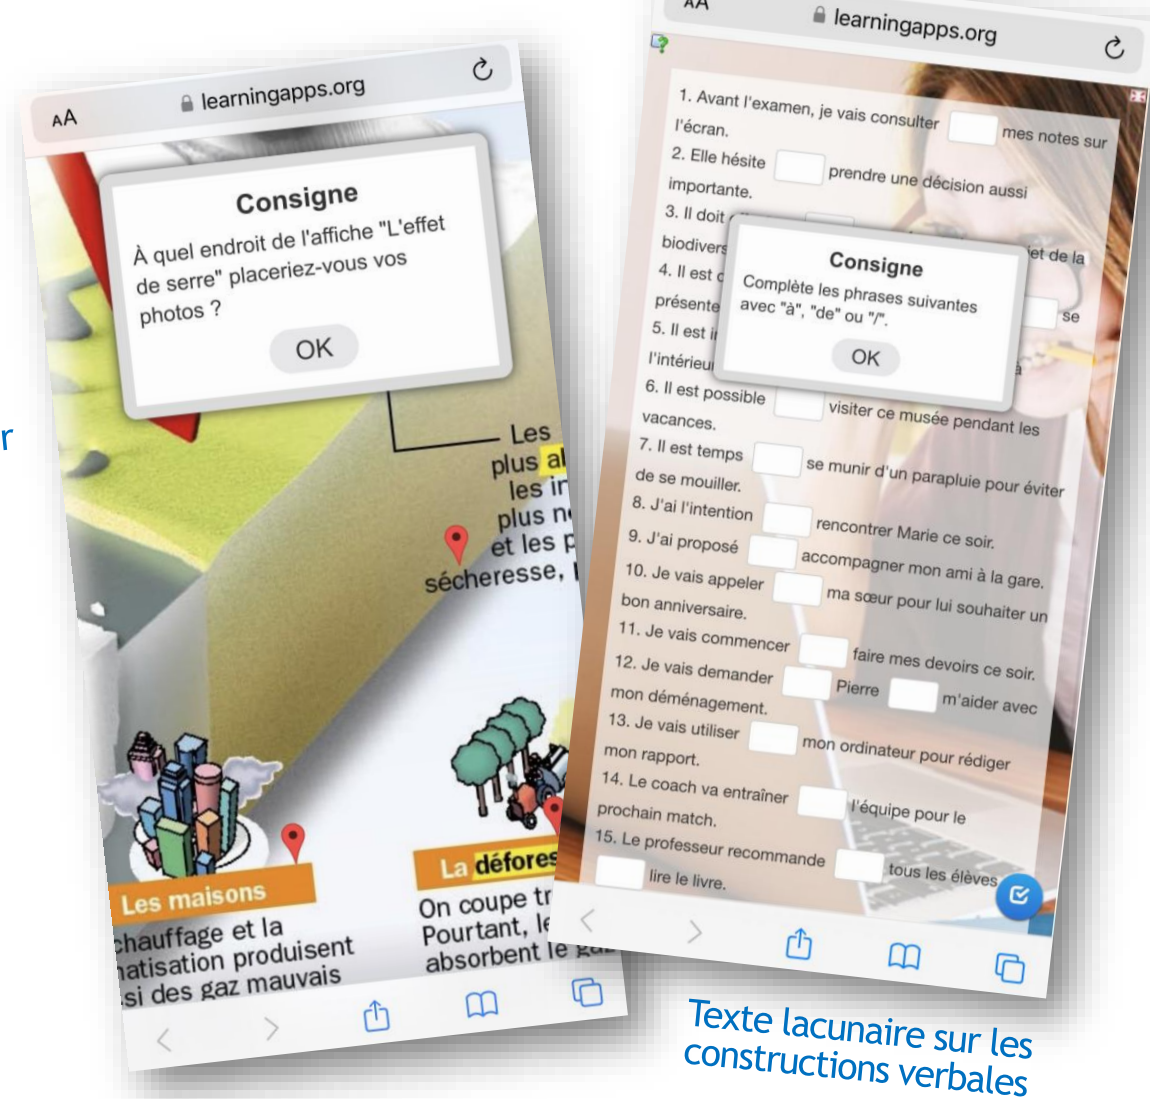 r
AA learningapps.org
Consigne
À quel endroit de l'affiche "L'effet
de serre" placeriez-vous vos
photos ?
OK
Les
plus
les
plus
et les
sécheresse,
Les maisons
chauffage et la
produisent
des gaz mauvais
La
On coupe
Pourtant,
absorbent le
AA learningapps.org
1. Avant l'examen, je vais consulter mes notes sur
l'écran.
2. Elle hésite prendre une décision aussi
importante.
3. Il doit de la
4. Il est se
5. Il est
6. Il est possible visiter ce musée pendant les
vacances.
7. Il est temps se munir d'un parapluie pour éviter
de se mouiller.
8. J'ai l'intention rencontrer Marie ce soir.
9. J'ai proposé accompagner mon ami à la gare.
10. Je vais appeler ma sœur pour lui souhaiter un
bon anniversaire.
11. Je vais commencer faire mes devoirs ce soir.
12. Je vais demander Pierre m'aider avec
mon déménagement.
13. Je vais utiliser mon ordinateur pour rédiger
mon rapport.
14. Le coach va entraîner l'équipe pour le
prochain match.
15. Le professeur recommande tous les élèves
lire le livre.
Consigne
Complète les phrases suivantes
avec "à", "de" ou "/".
OK
Texte lacunaire sur les
constructions verbales